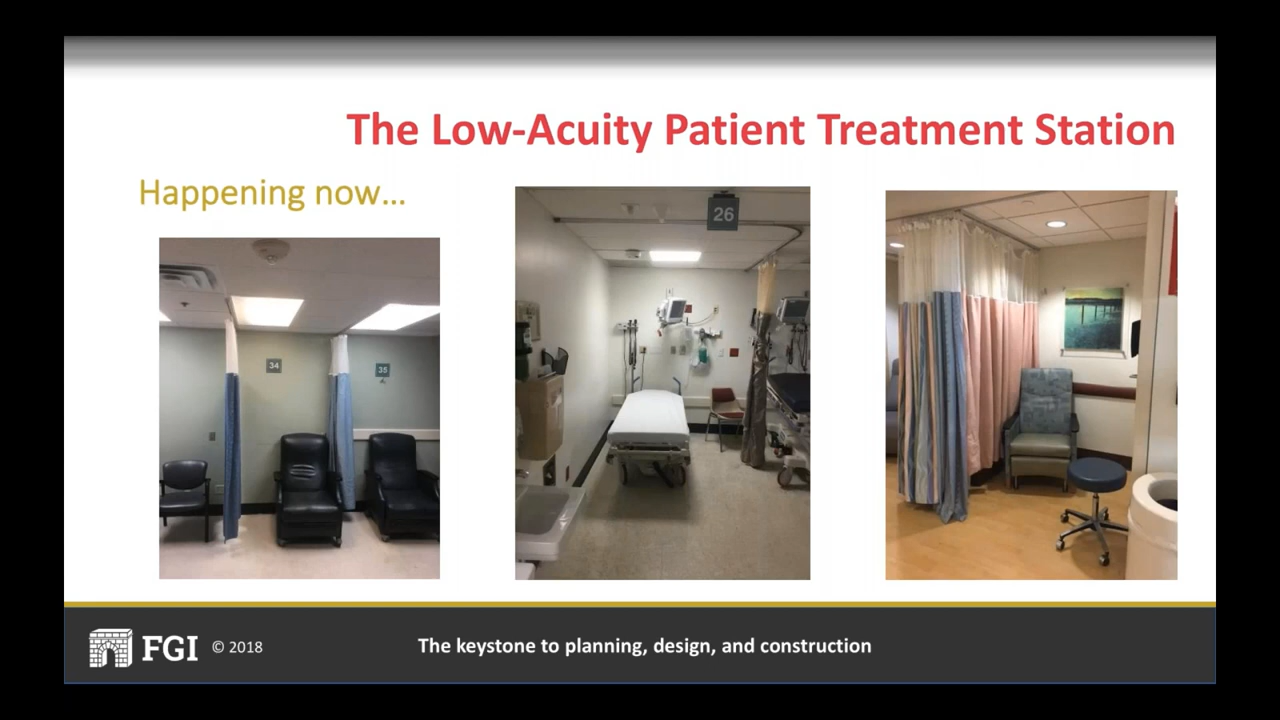 The Low-Acuity Patient Treatment Station
Happening now...
34
35
26
FGI © 2018
The keystone to planning, design, and construction